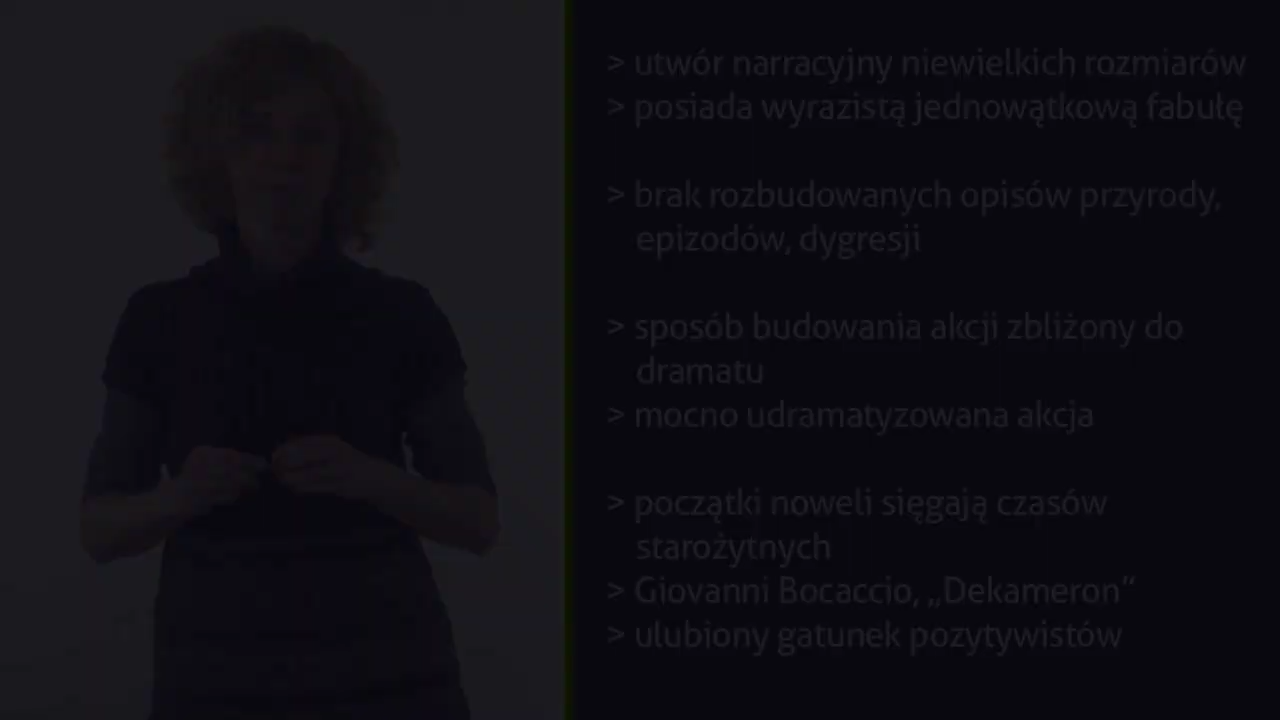 > utwór narracyjny niewielkich rozmiarów
> posiada wyrazistą jednowątkową fabułę
> brak rozbudowanych opisów przyrody,
epizodów, dygresji
> sposób budowania akcji zbliżony do
dramatu
> mocno udramatyzowana akcja
> początki noweli sięgają czasów
starożytnych
> Giovanni Bocaccio, „Dekameron”
> ulubiony gatunek pozytywistów